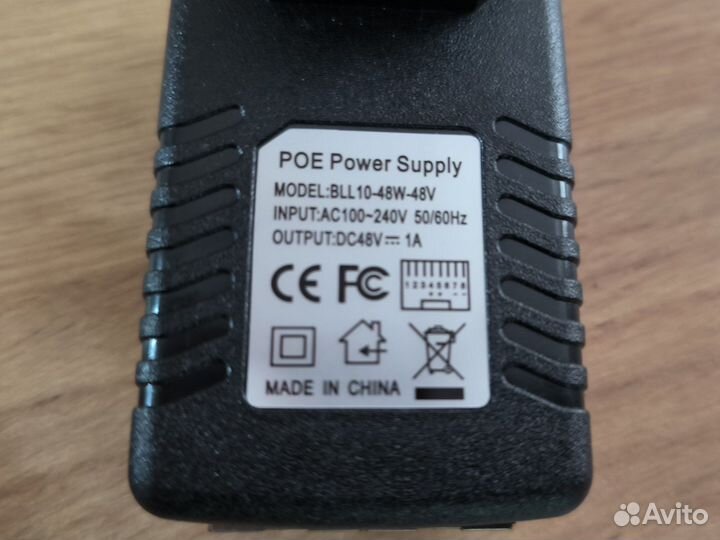 POE Power Supply
MODEL:BLL10-48W-48V
INPUT:AC100~240V 50/60Hz
OUTPUT:DC48V⎓1A
CE FC
12345678
++ --
MADE IN CHINA
Avito